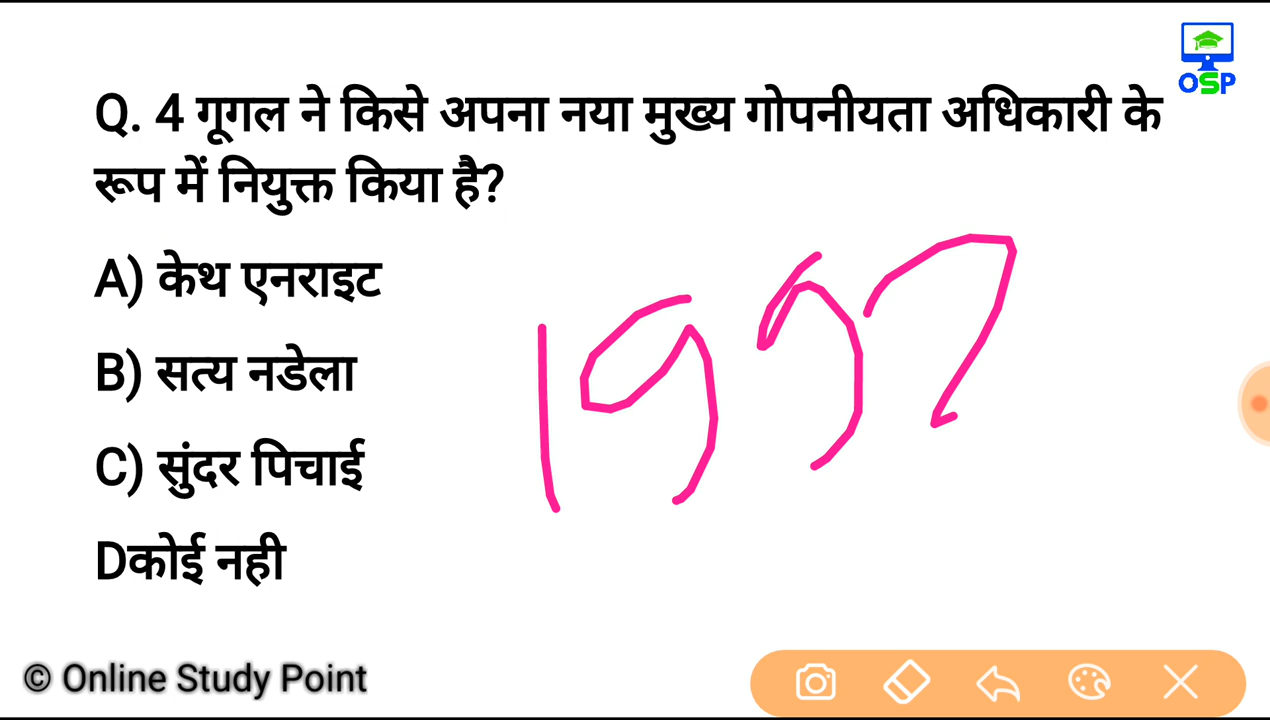 OSP
Q. 4 गूगल ने किसे अपना नया मुख्य गोपनीयता अधिकारी के
रूप में नियुक्त किया है?
A) केथ एनराइट
B) सत्य नडेला
C) सुंदर पिचाई
Dकोई नही
© Online Study Point